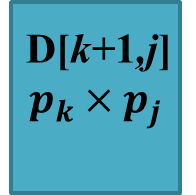 D[k+1,j]
pₖ × pⱼ